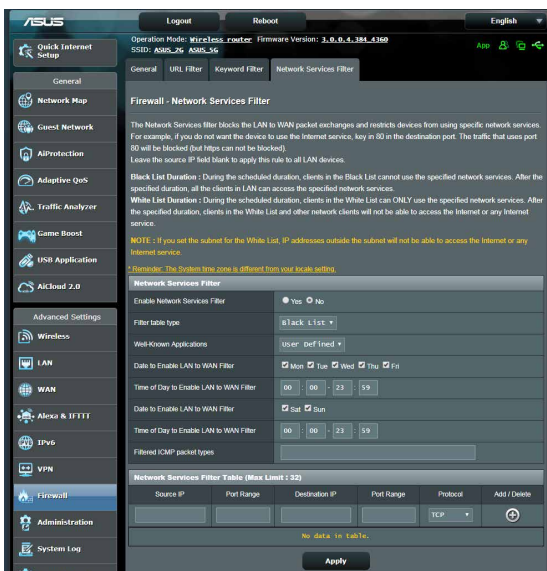 ASUS
Logout
Reboot
English
Quick Internet
Setup
Operation Mode: Wireless router Firmware Version: 3.0.0.4.384_4360
SSID: ASUS_2G ASUS_5G
App
General
URL Filter
Keyword Filter
Network Services Filter
General
Network Map
Guest Network
AiProtection
Adaptive QoS
Traffic Analyzer
Game Boost
USB Application
AiCloud 2.0
Advanced Settings
Wireless
LAN
WAN
Alexa & IFTTT
IPv6
VPN
Firewall
Administration
System Log
Firewall - Network Services Filter
The Network Services filter blocks the LAN to WAN packet exchanges and restricts devices from using specific network services.
For example, if you do not want the device to use the Internet service, key in 80 in the destination port. The traffic that uses port
80 will be blocked (but https can not be blocked).
Leave the source IP field blank to apply this rule to all LAN devices.
Black List Duration : During the scheduled duration, clients in the Black List cannot use the specified network services. After the
specified duration, all the clients in LAN can access the specified network services.
White List Duration : During the scheduled duration, clients in the White List can ONLY use the specified network services. After
the specified duration, clients in the White List and other network clients will not be able to access the Internet or any Internet
service.
NOTE : If you set the subnet for the White List, IP addresses outside the subnet will not be able to access the Internet or any
Internet service.
* Reminder: The System time zone is different from your locale setting.
Network Services Filter
Enable Network Services Filter
Yes No
Filter table type
Black List
Well-Known Applications
User Defined
Date to Enable LAN to WAN Filter
Mon Tue Wed Thu Fri
Time of Day to Enable LAN to WAN Filter
00 : 00 - 23 : 59
Date to Enable LAN to WAN Filter
Sat Sun
Time of Day to Enable LAN to WAN Filter
00 : 00 - 23 : 59
Filtered ICMP packet types
Network Services Filter Table (Max Limit : 32)
Source IP
Port Range
Destination IP
Port Range
Protocol
Add / Delete
TCP
No data in table.
Apply